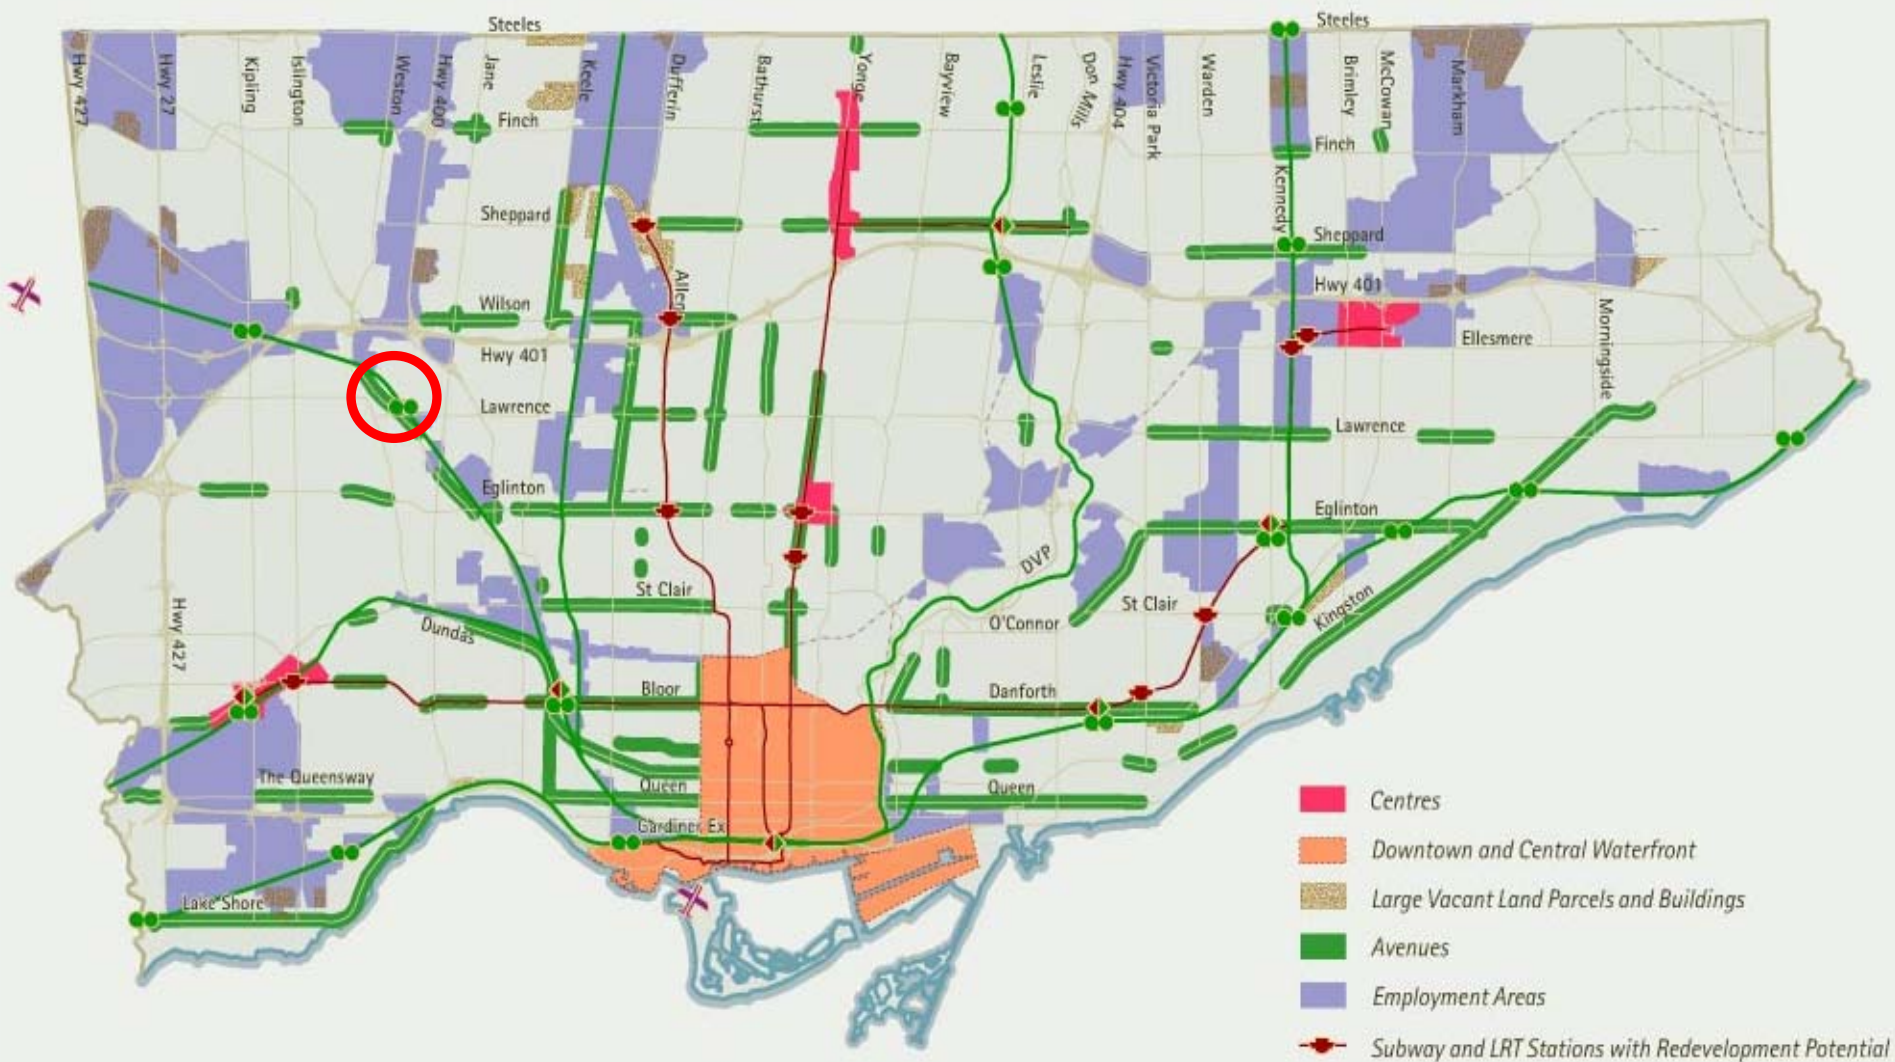 Steeles
Steeles
Hwy 427
Hwy 27
Kipling
Islington
Weston
Hwy 400
Jane
Keele
Dufferin
Bathurst
Yonge
Bayview
Leslie
Don Mills
Hwy 404
Victoria Park
Warden
Kennedy
Brimley
McCowan
Markham
Finch
Finch
Sheppard
Sheppard
Allen
Wilson
Hwy 401
Hwy 401
Ellesmere
Morningside
Lawrence
Lawrence
Eglinton
Eglinton
DVP
St Clair
St Clair
O'Connor
Kingston
Hwy 427
Dundas
Bloor
Danforth
The Queensway
Queen
Queen
Gardiner Ex
Lake Shore
Centres
Downtown and Central Waterfront
Large Vacant Land Parcels and Buildings
Avenues
Employment Areas
Subway and LRT Stations with Redevelopment Potential